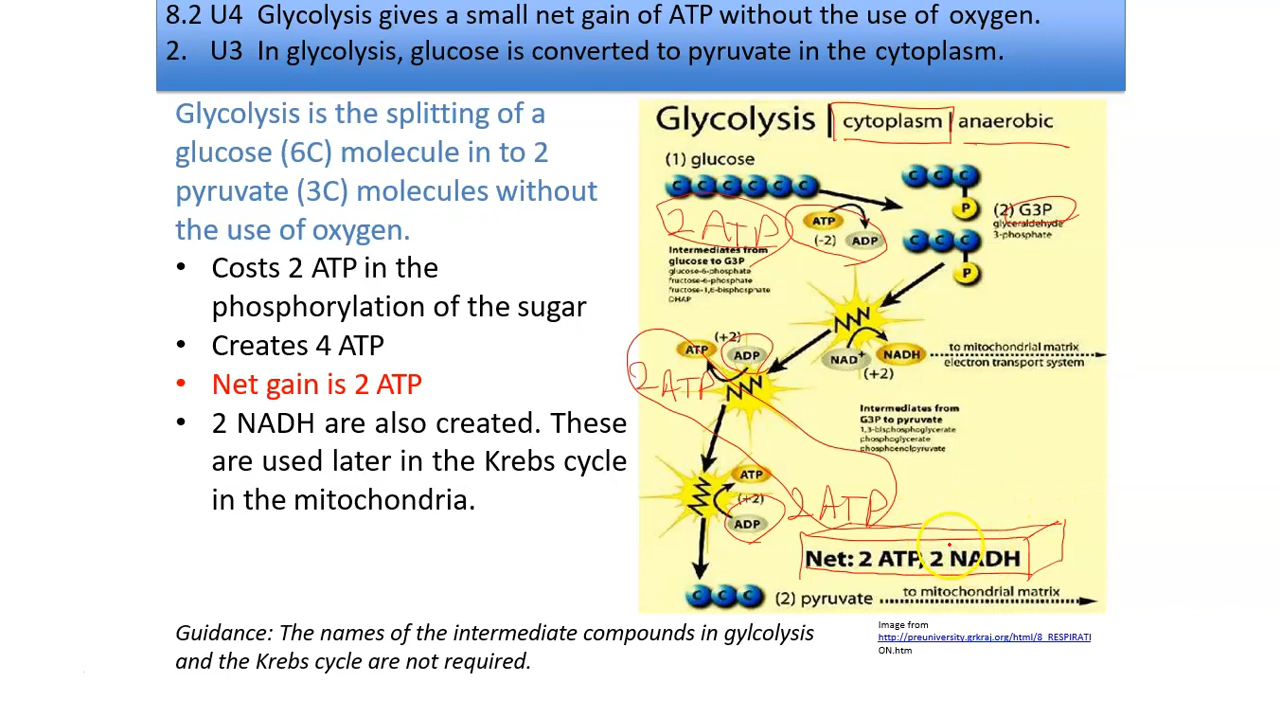 8.2 U4 Glycolysis gives a small net gain of ATP without the use of oxygen.
2. U3 In glycolysis, glucose is converted to pyruvate in the cytoplasm.
Glycolysis is the splitting of a
glucose (6C) molecule in to 2
pyruvate (3C) molecules without
the use of oxygen.
• Costs 2 ATP in the
phosphorylation of the sugar
• Creates 4 ATP
• Net gain is 2 ATP
• 2 NADH are also created. These
are used later in the Krebs cycle
in the mitochondria.
Glycolysis | cytoplasm | anaerobic
(1) glucose
C C C C C C
C C C
P
ATP
(-2)
ADP
(2) G3P
glyceraldehyde
3-phosphate
2 ATP
C C C
P
Intermediates from
glucose to G3P
glucose-6-phosphate
fructose-6-phosphate
fructose-1,6-bisphosphate
DHAP
(+2)
ATP
ADP
2 ATP
NAD+
NADH
(+2)
to mitochondrial matrix
electron transport system
Intermediates from
G3P to pyruvate
1,3-bisphoglycerate
phosphoglycerate
phosphoenolpyruvate
ATP
(+2)
ADP
2 ATP
Net: 2 ATP, 2 NADH
C C C
(2) pyruvate
to mitochondrial matrix
Guidance: The names of the intermediate compounds in gylcolysis
and the Krebs cycle are not required.
Image from
http://preuniversity.grkraj.org/html/8_RESPIRATI
ON.htm